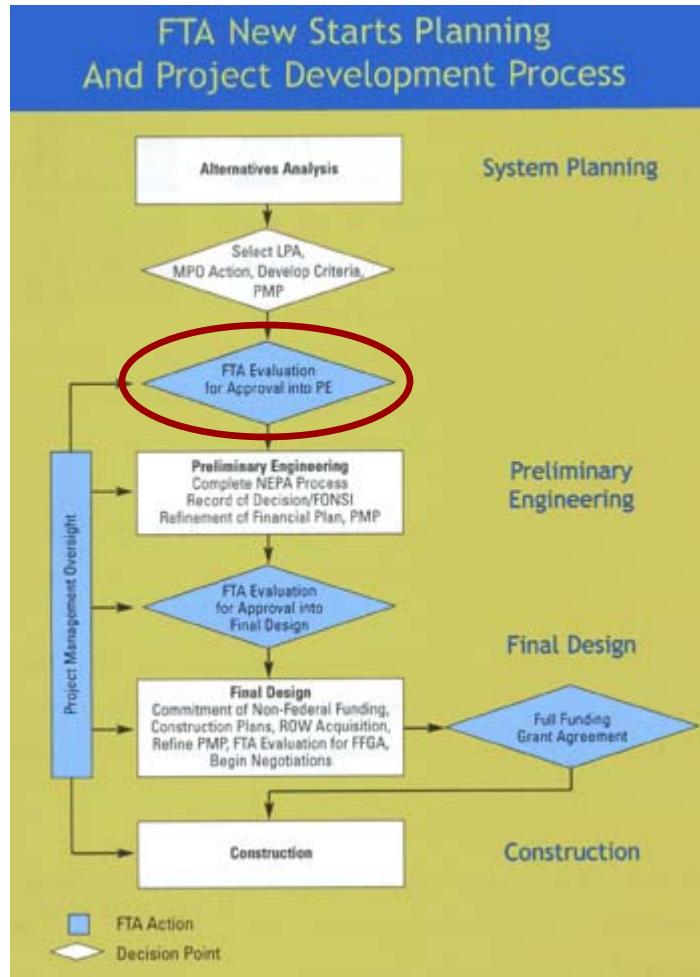 FTA New Starts Planning
And Project Development Process
Alternatives Analysis
System Planning
Select LPA,
MPO Action, Develop Criteria,
PMP
FTA Evaluation
for Approval into PE
Preliminary Engineering
Complete NEPA Process
Record of Decision/FONSI
Refinement of Financial Plan, PMP
Preliminary
Engineering
Project Management Oversight
FTA Evaluation
for Approval into
Final Design
Final Design
Final Design
Commitment of Non-Federal Funding,
Construction Plans, ROW Acquisition,
Refine PMP, FTA Evaluation for FFGA,
Begin Negotiations
Full Funding
Grant Agreement
Construction
Construction
FTA Action
Decision Point